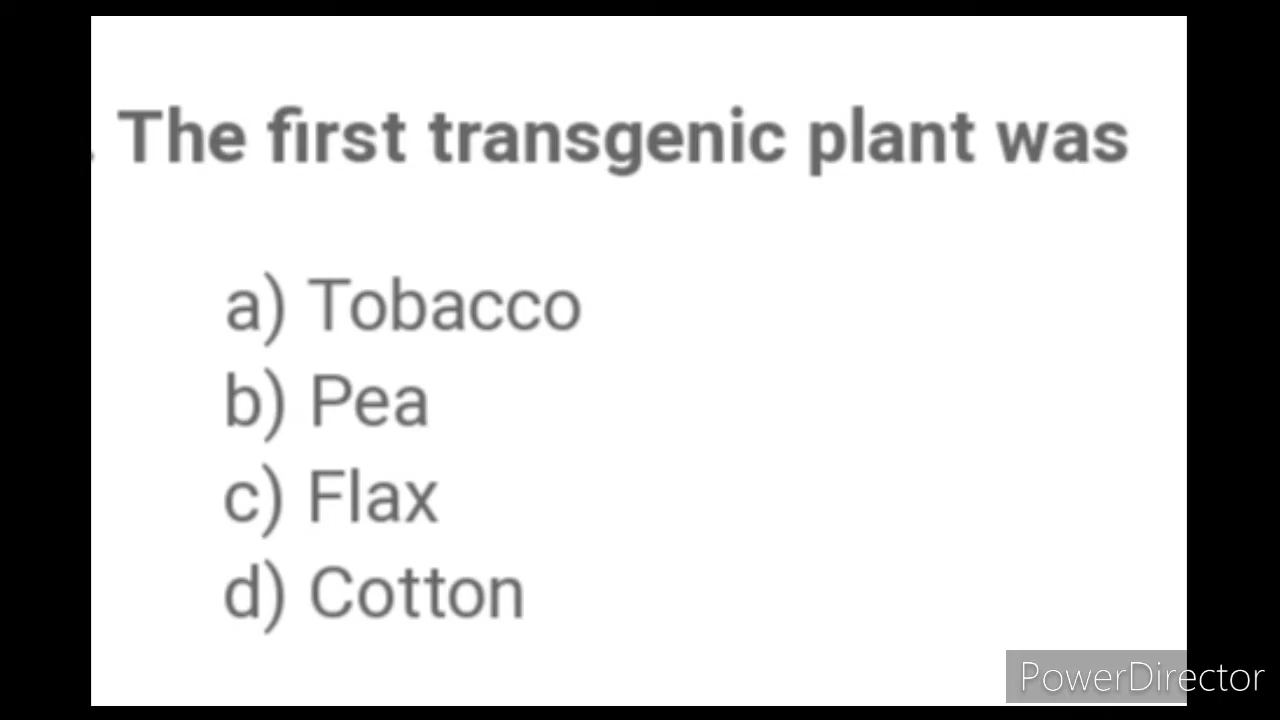 . The first transgenic plant was
a) Tobacco
b) Pea
c) Flax
d) Cotton
PowerDirector